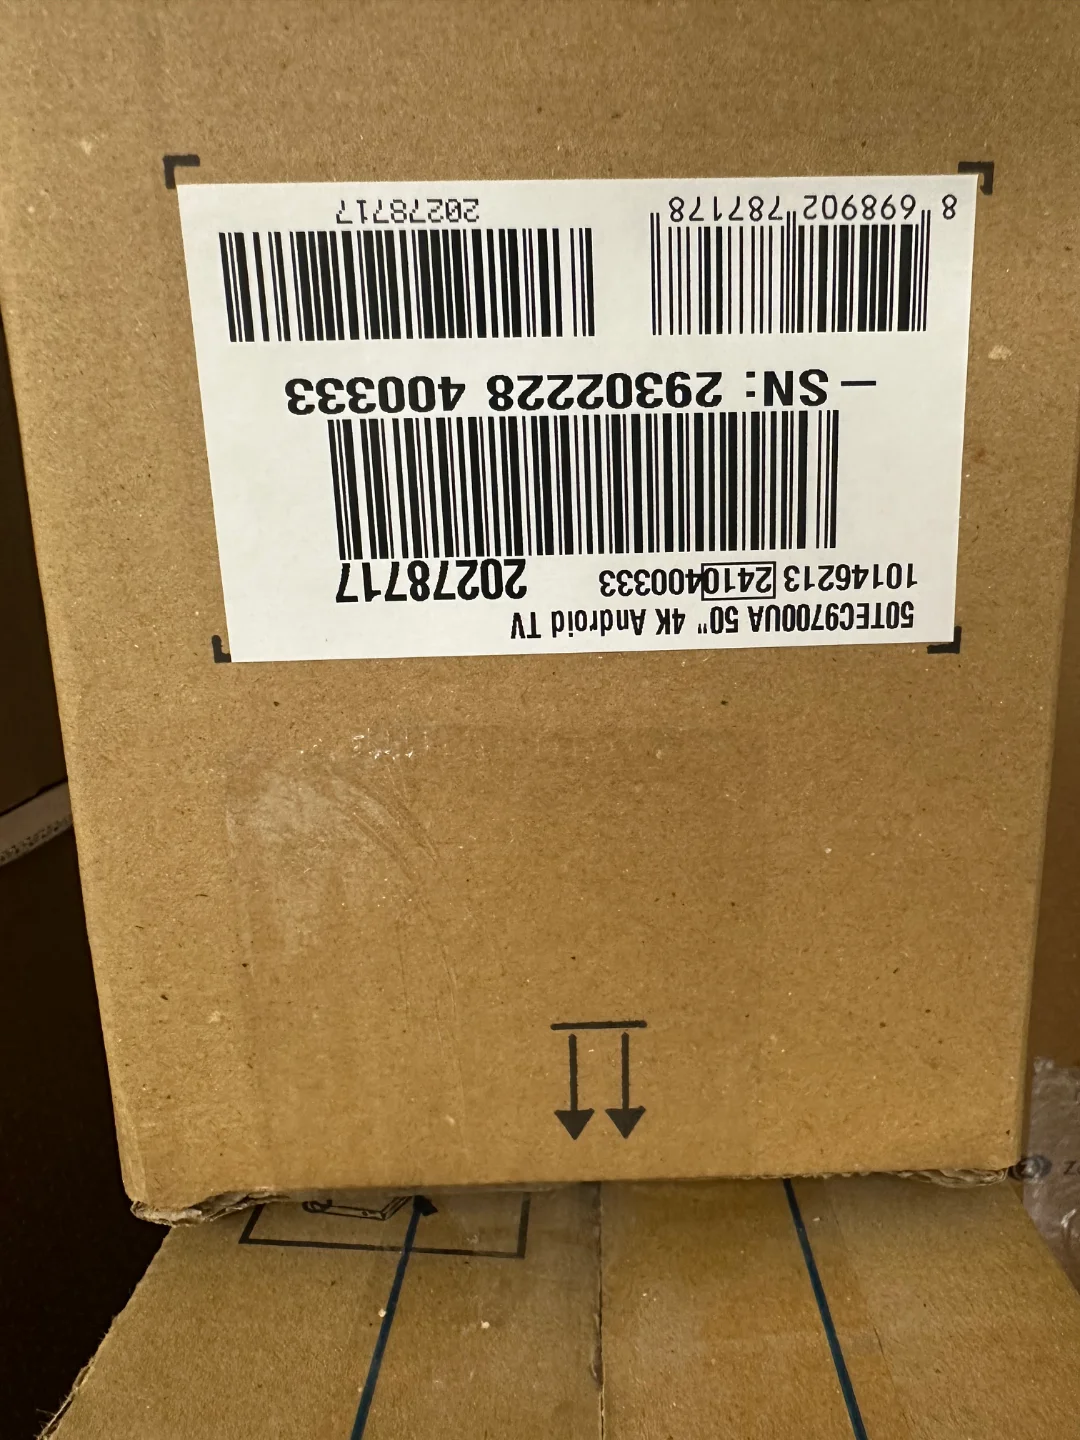 50TEC9700UA 50" 4K Android TV
10146213 2410400333 20278717
– SN: 29302228 400333
8 698902 787178
20278717